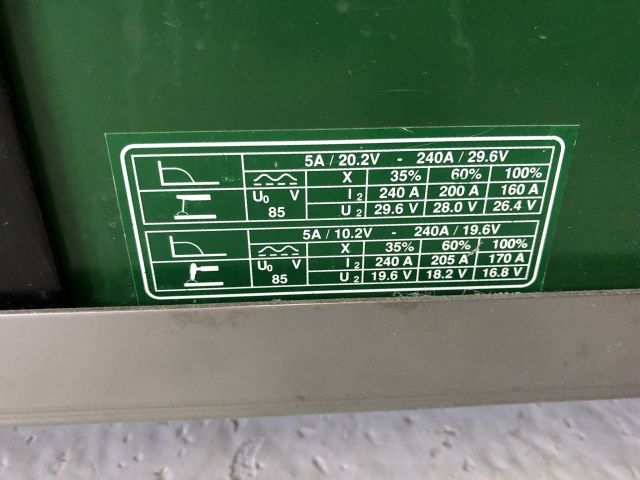 5A / 20.2V - 240A / 29.6V
X 35% 60% 100%
U0 V I2 240 A 200 A 160 A
85 U2 29.6 V 28.0 V 26.4 V
5A / 10.2V - 240A / 19.6V
X 35% 60% 100%
U0 V I2 240 A 205 A 170 A
85 U2 19.6 V 18.2 V 16.8 V